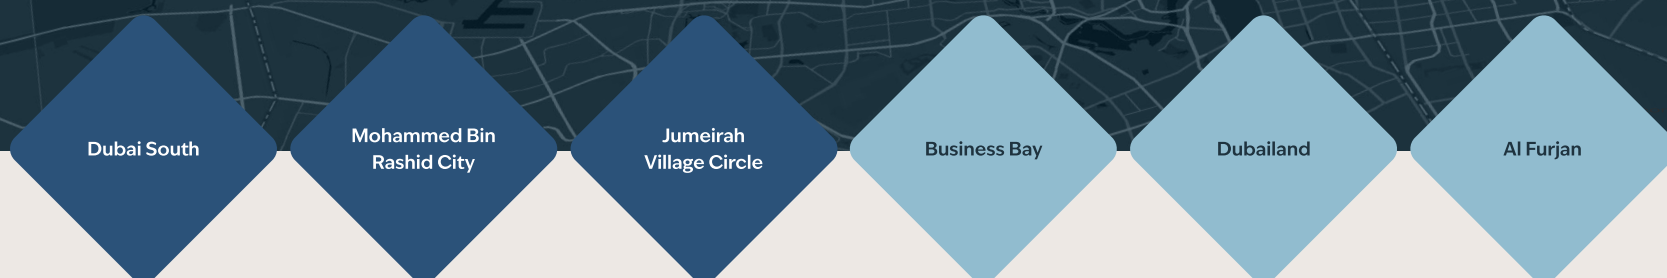 Dubai South
Mohammed Bin
Rashid City
Jumeirah
Village Circle
Business Bay
Dubailand
Al Furjan